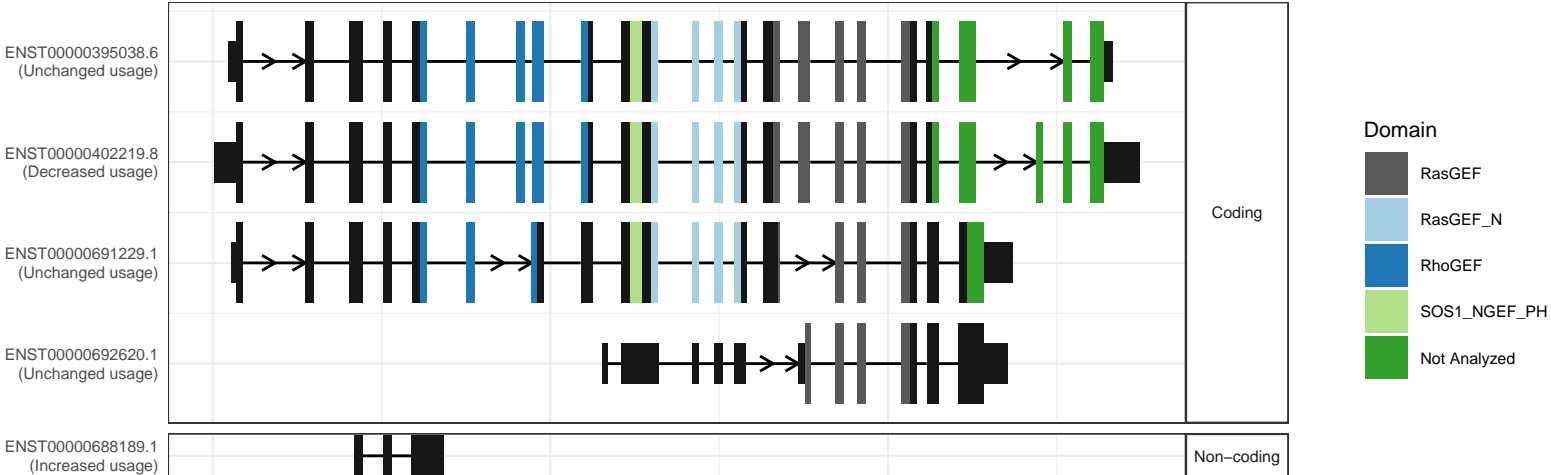 ENST00000395038.6
(Unchanged usage)
ENST00000402219.8
(Decreased usage)
ENST00000691229.1
(Unchanged usage)
ENST00000692620.1
(Unchanged usage)
ENST00000688189.1
(Increased usage)
Coding
Non−coding
Domain
RasGEF
RasGEF_N
RhoGEF
SOS1_NGEF_PH
Not Analyzed